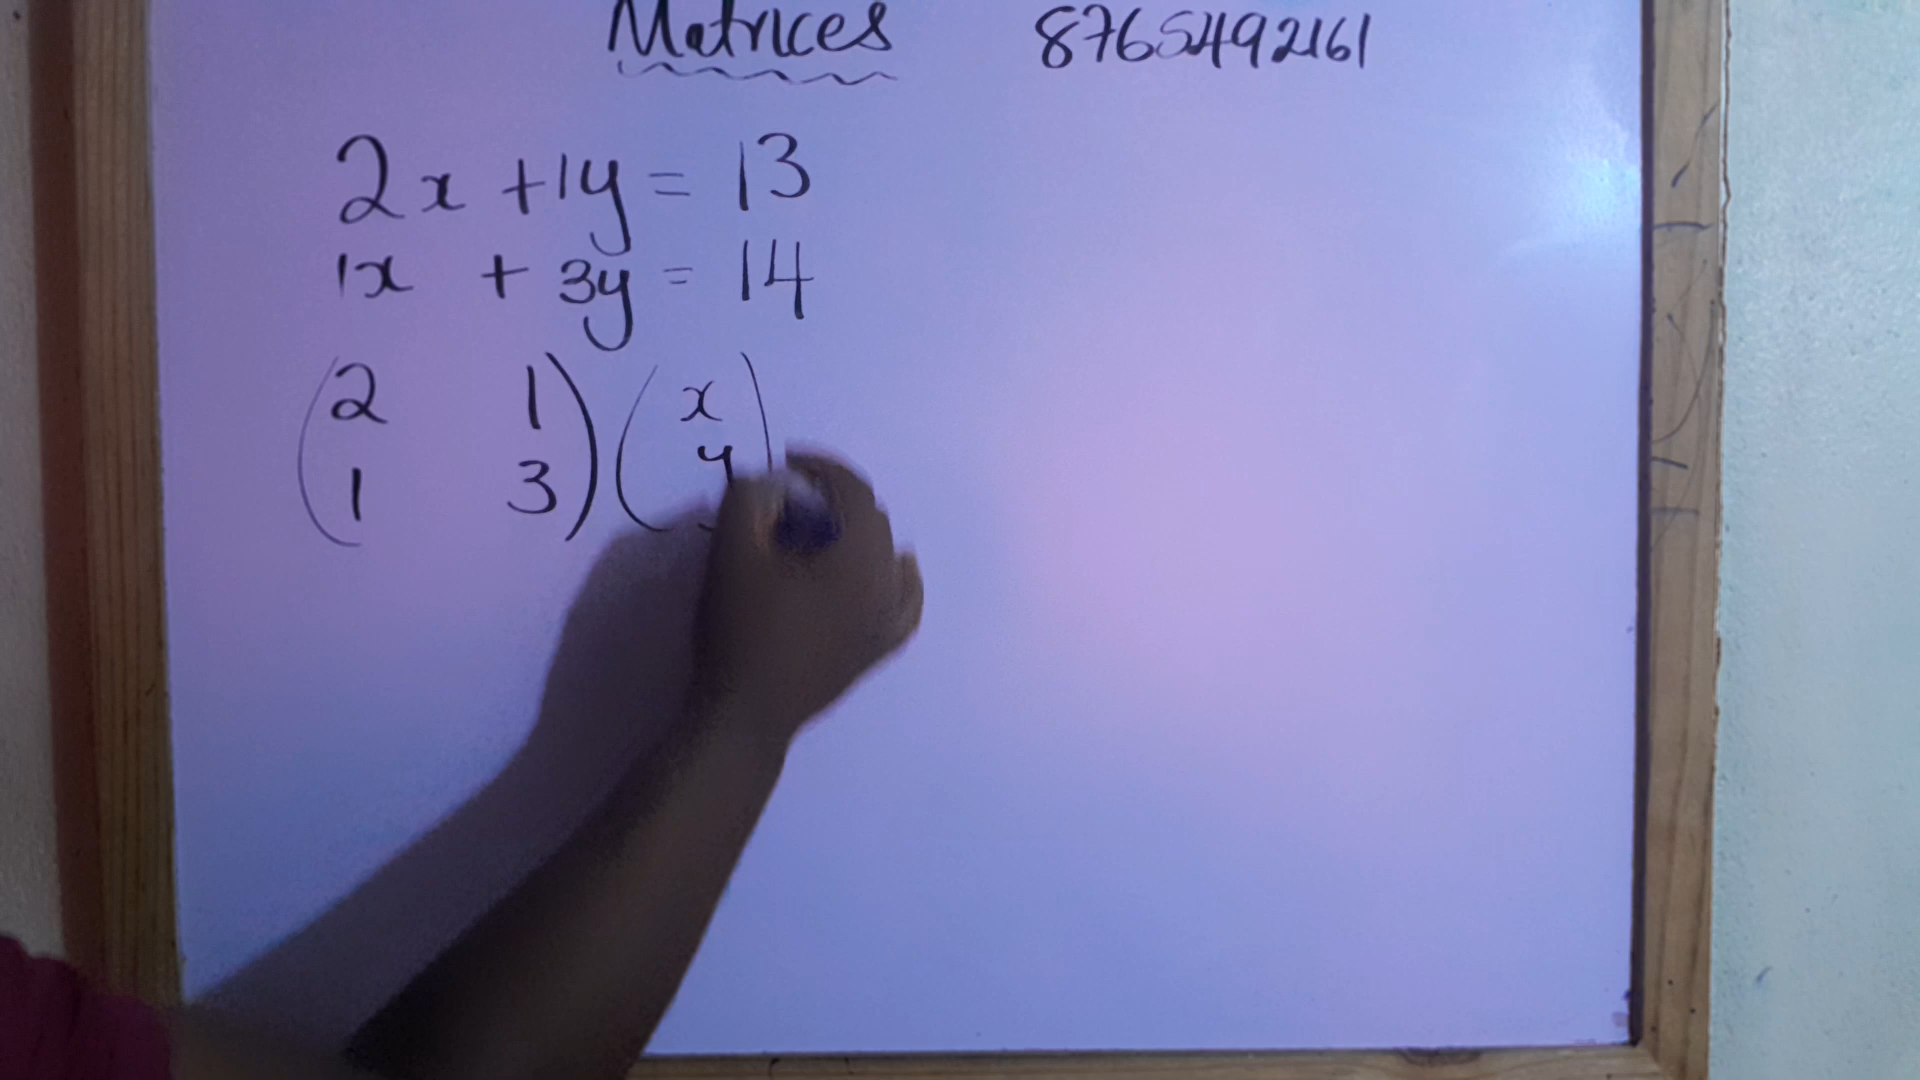 Matrices 8765492161
2x + 1y = 13
1x + 3y = 14
(2 1) (x)
(1 3) (y